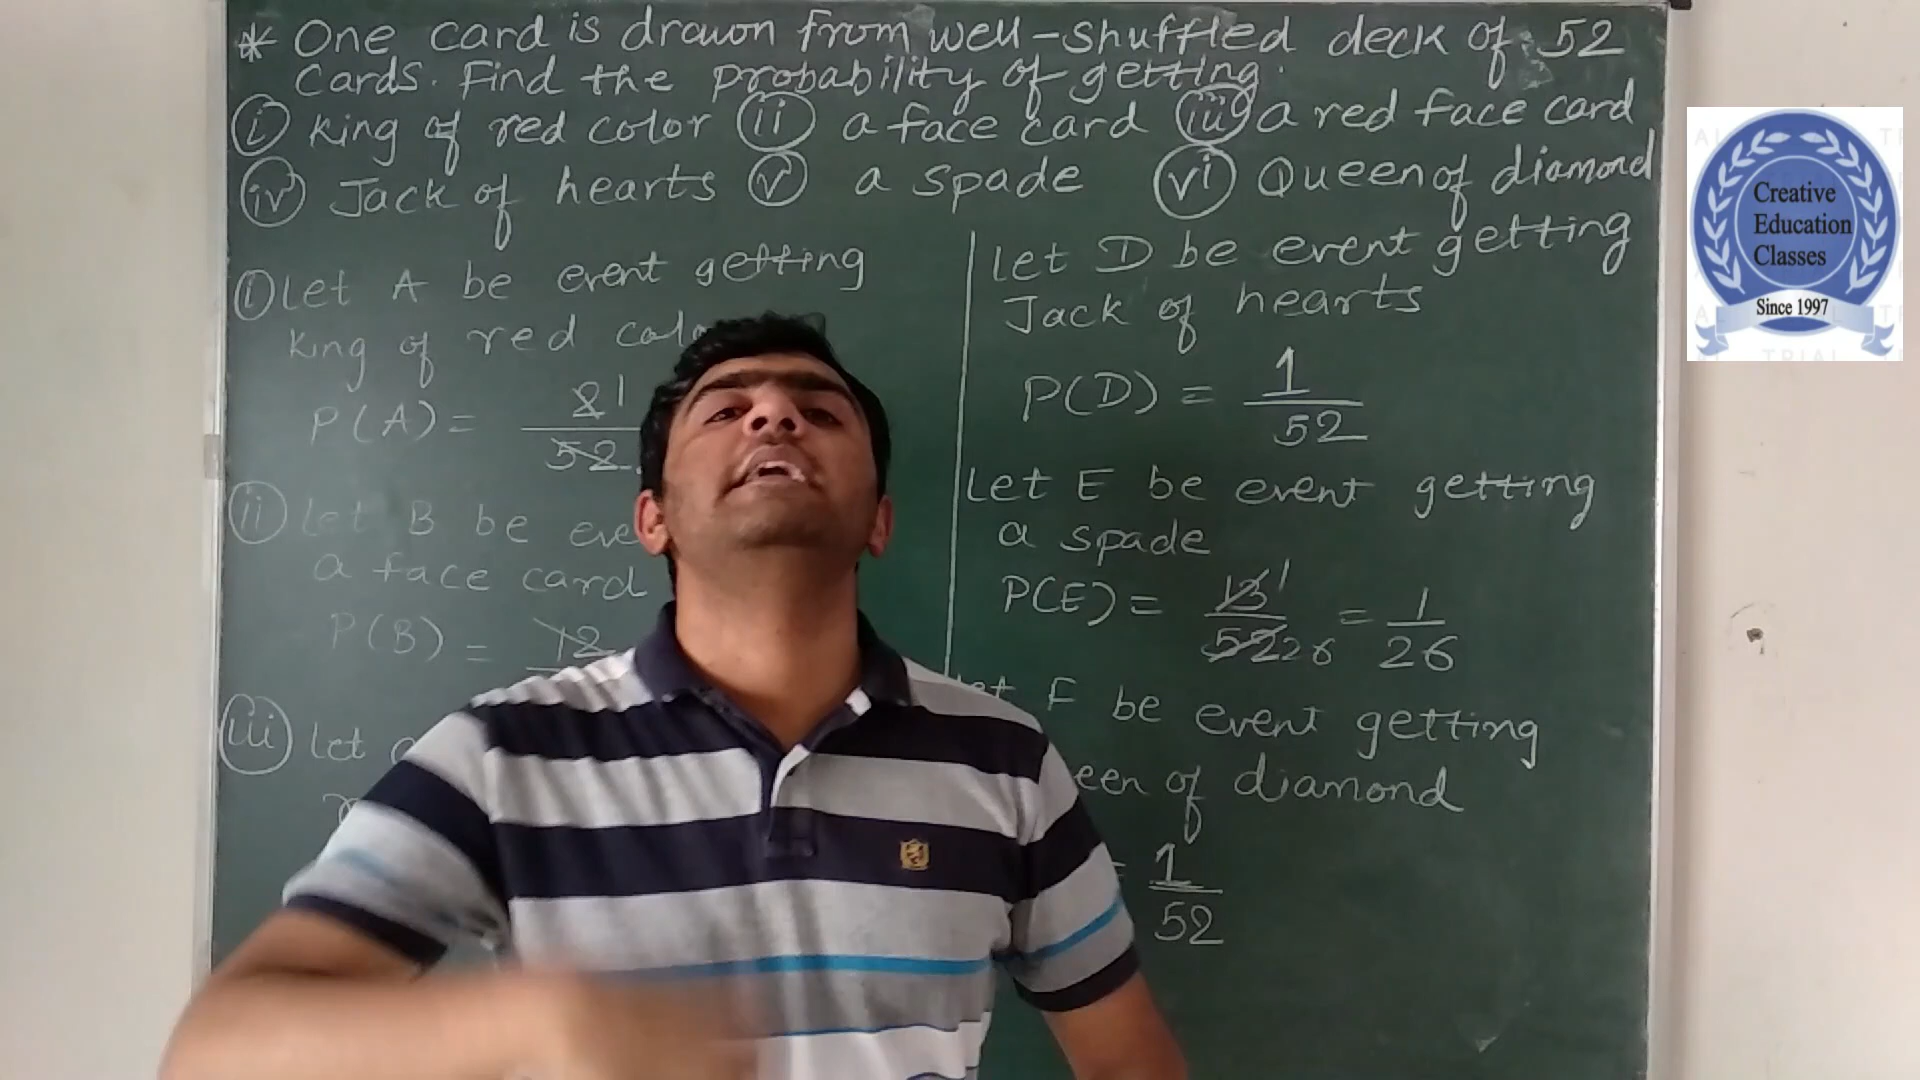 * One card is drawn from well-shuffled deck of 52
cards. Find the probability of getting.
(i) king of red color (ii) a face card (iii) a red face card
(iv) Jack of hearts (v) a spade (vi) Queen of diamond
(i) Let A be event getting
king of red
P(A) = 2 1
52
(ii) Let B be
a face card
P(B) = 12
(iii) Let
Let D be event getting
Jack of hearts
P(D) = 1
52
Let E be event getting
a spade
P(E) = 13 1 = 1
52 26 26
F be event getting
of diamond
= 1
52
Creative
Education
Classes
Since 1997
TRIAL